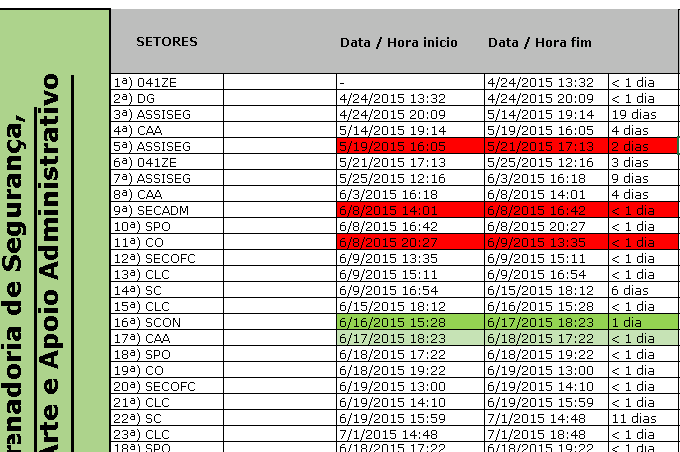 SETORES Data / Hora inicio Data / Hora fim
1ª) 041ZE - 4/24/2015 13:32 < 1 dia
2ª) DG 4/24/2015 13:32 4/24/2015 20:09 < 1 dia
3ª) ASSISEG 4/24/2015 20:09 5/14/2015 19:14 19 dias
4ª) CAA 5/14/2015 19:14 5/19/2015 16:05 4 dias
5ª) ASSISEG 5/19/2015 16:05 5/21/2015 17:13 2 dias
6ª) 041ZE 5/21/2015 17:13 5/25/2015 12:16 3 dias
7ª) ASSISEG 5/25/2015 12:16 6/3/2015 16:18 9 dias
8ª) CAA 6/3/2015 16:18 6/8/2015 14:01 4 dias
9ª) SECADM 6/8/2015 14:01 6/8/2015 16:42 < 1 dia
10ª) SPO 6/8/2015 16:42 6/8/2015 20:27 < 1 dia
11ª) CO 6/8/2015 20:27 6/9/2015 13:35 < 1 dia
12ª) SECOFC 6/9/2015 13:35 6/9/2015 15:11 < 1 dia
13ª) CLC 6/9/2015 15:11 6/9/2015 16:54 < 1 dia
14ª) SC 6/9/2015 16:54 6/15/2015 18:12 6 dias
15ª) CLC 6/15/2015 18:12 6/16/2015 15:28 < 1 dia
16ª) SCON 6/16/2015 15:28 6/17/2015 18:23 1 dia
17ª) CAA 6/17/2015 18:23 6/18/2015 17:22 < 1 dia
18ª) SPO 6/18/2015 17:22 6/18/2015 19:22 < 1 dia
19ª) CO 6/18/2015 19:22 6/19/2015 13:00 < 1 dia
20ª) SECOFC 6/19/2015 13:00 6/19/2015 14:10 < 1 dia
21ª) CLC 6/19/2015 14:10 6/19/2015 15:59 < 1 dia
22ª) SC 6/19/2015 15:59 7/1/2015 14:48 11 dias
23ª) CLC 7/1/2015 14:48 7/1/2015 18:48 < 1 dia
18ª) SPO 6/18/2015 17:22 6/18/2015 19:22 < 1 dia
renadoria de Segurança,
Arte e Apoio Administrativo